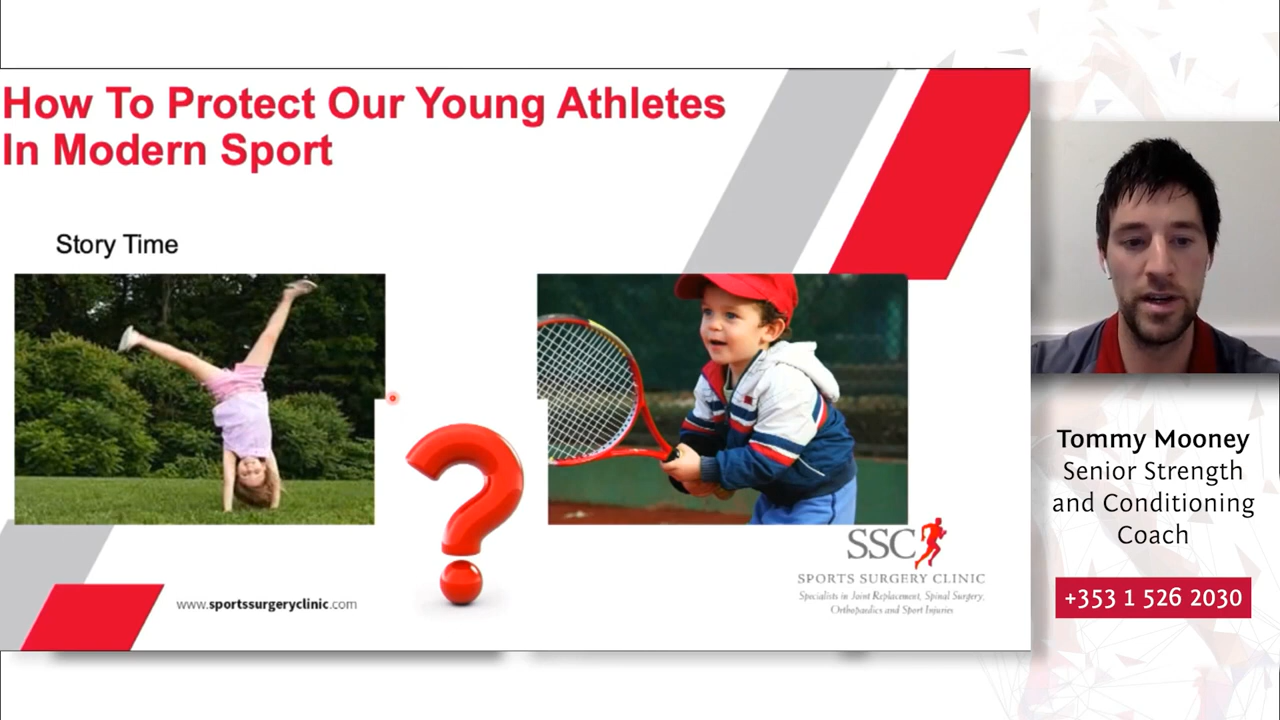 How To Protect Our Young Athletes
In Modern Sport
Story Time
SSC
SPORTS SURGERY CLINIC
Specialists in Joint Replacement, Spinal Surgery,
Orthopaedics and Sport Injuries
www.sportssurgeryclinic.com
Tommy Mooney
Senior Strength
and Conditioning
Coach
+353 1 526 2030